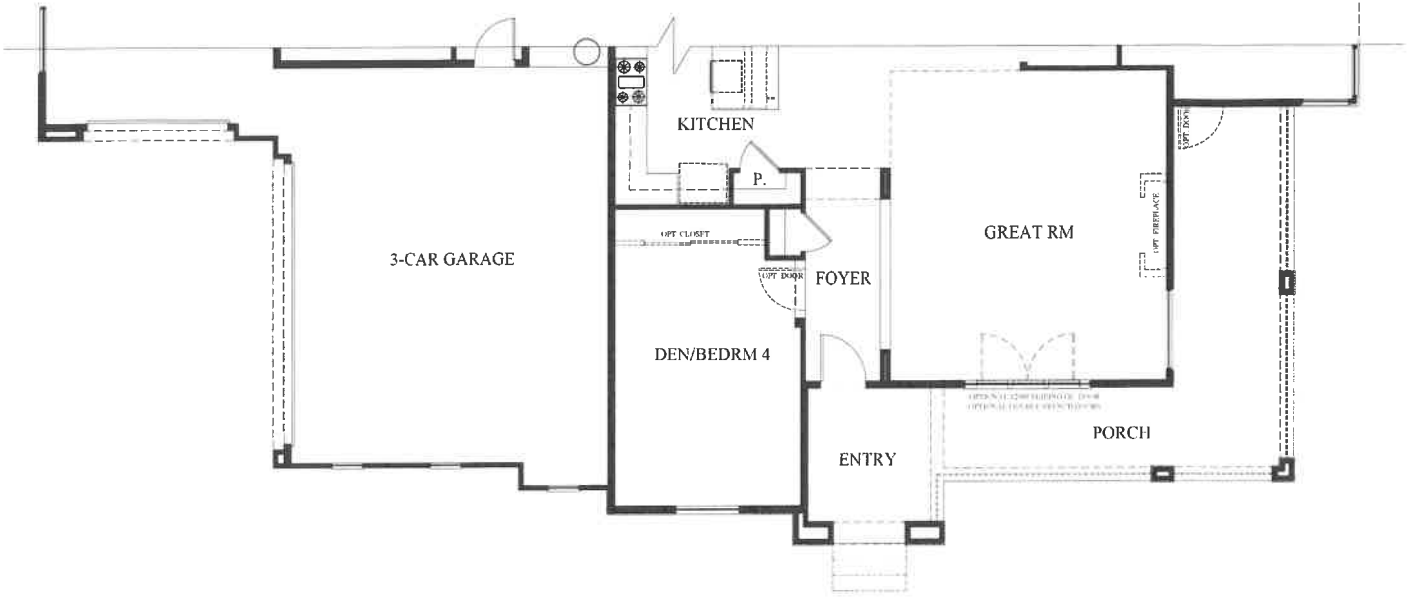 KITCHEN
P.
OPT DOOR
OPT FIREPLACE
GREAT RM
OPT CLOSET
3-CAR GARAGE
OPT DOOR
FOYER
DEN/BEDRM 4
PORCH
ENTRY